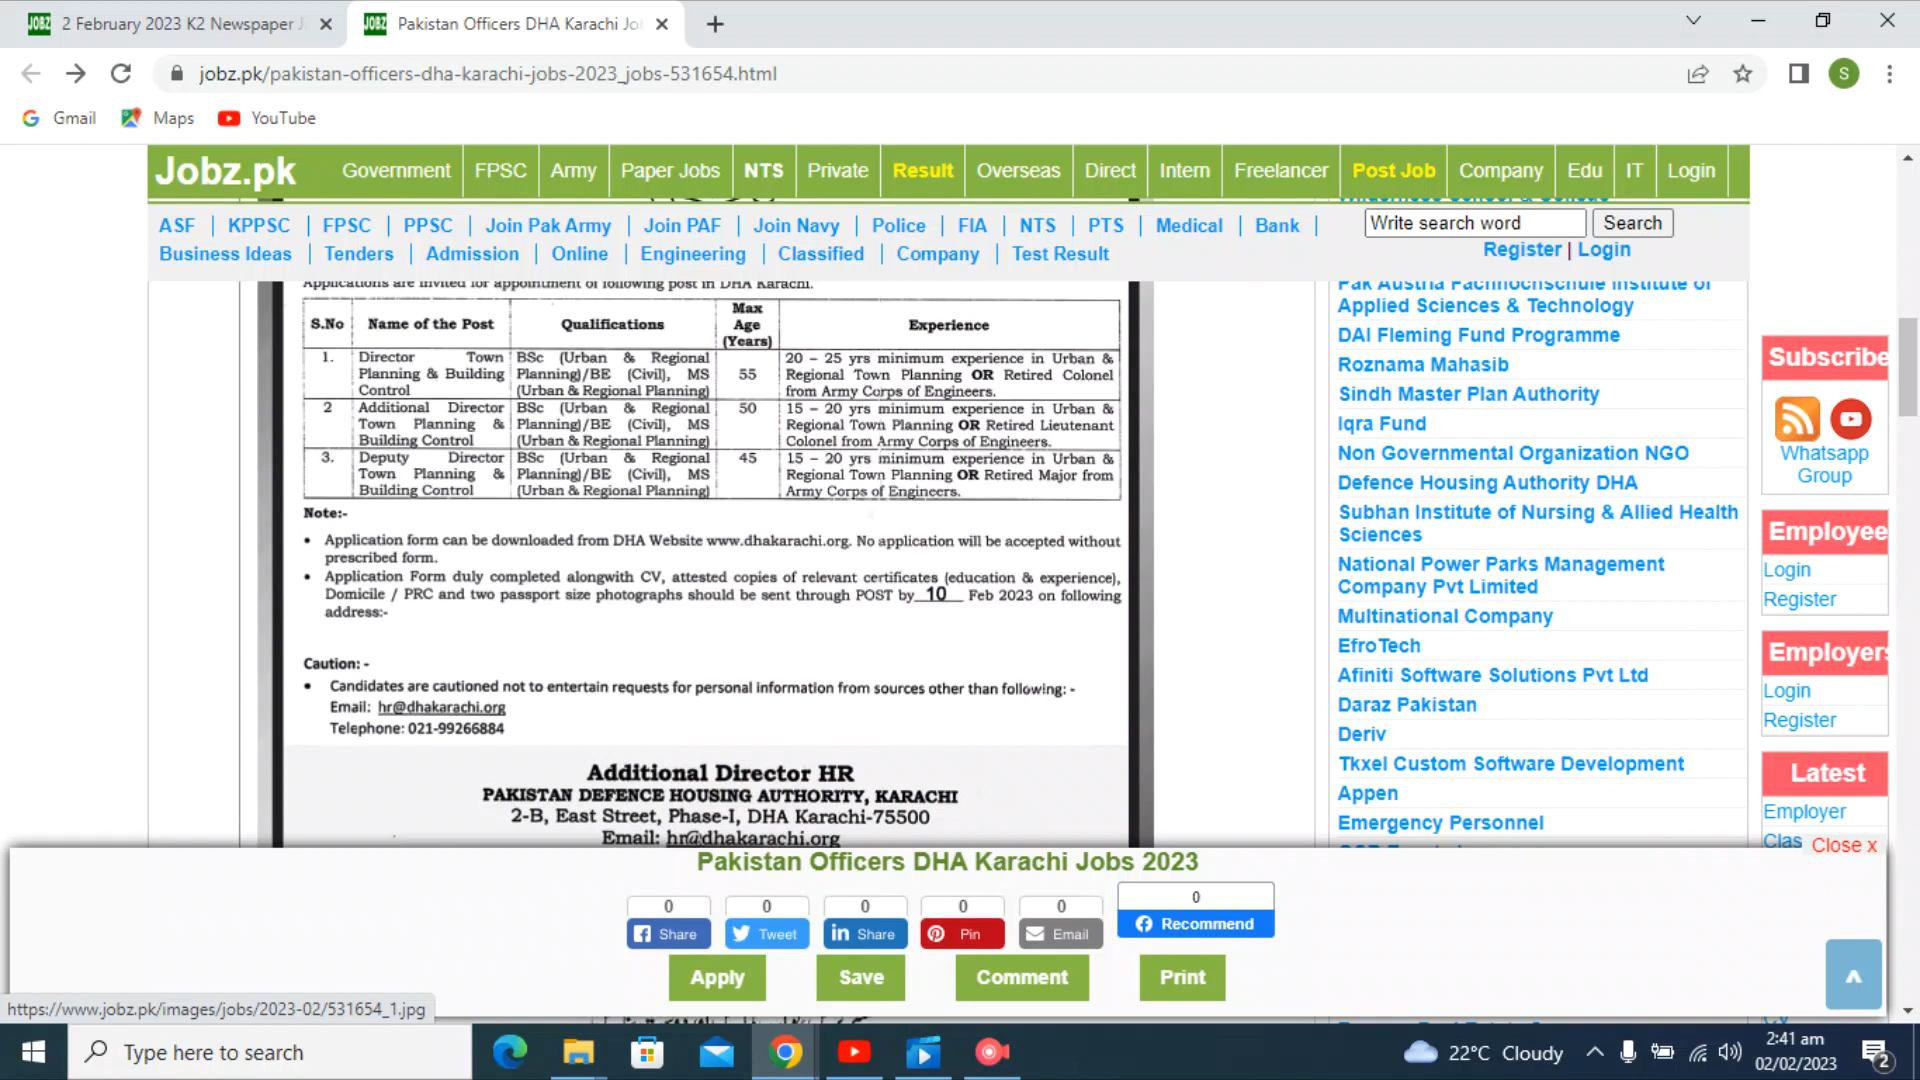 2 February 2023 K2 Newspaper J
Pakistan Officers DHA Karachi Jo
jobz.pk/pakistan-officers-dha-karachi-jobs-2023_jobs-531654.html
S
Gmail Maps YouTube
Jobz.pk Government FPSC Army Paper Jobs NTS Private Result Overseas Direct Intern Freelancer Post Job Company Edu IT Login
ASF | KPPSC | FPSC | PPSC | Join Pak Army | Join PAF | Join Navy | Police | FIA | NTS | PTS | Medical | Bank |
Business Ideas | Tenders | Admission | Online | Engineering | Classified | Company | Test Result
Write search word Search
Register | Login
Applications are invited for appointment of following post in DHA Karachi.
S.No Name of the Post Qualifications Max Age (Years) Experience
1. Director Town Planning & Building Control BSc (Urban & Regional Planning)/BE (Civil), MS (Urban & Regional Planning) 55 20 – 25 yrs minimum experience in Urban & Regional Town Planning OR Retired Colonel from Army Corps of Engineers.
2 Additional Director Town Planning & Building Control BSc (Urban & Regional Planning)/BE (Civil), MS (Urban & Regional Planning) 50 15 – 20 yrs minimum experience in Urban & Regional Town Planning OR Retired Lieutenant Colonel from Army Corps of Engineers.
3. Deputy Director Town Planning & Building Control BSc (Urban & Regional Planning)/BE (Civil), MS (Urban & Regional Planning) 45 15 – 20 yrs minimum experience in Urban & Regional Town Planning OR Retired Major from Army Corps of Engineers.
Note:-
• Application form can be downloaded from DHA Website www.dhakarachi.org. No application will be accepted without
prescribed form.
• Application Form duly completed alongwith CV, attested copies of relevant certificates (education & experience),
Domicile / PRC and two passport size photographs should be sent through POST by 10 Feb 2023 on following
address:-
Caution: -
• Candidates are cautioned not to entertain requests for personal information from sources other than following: -
Email: hr@dhakarachi.org
Telephone: 021-99266884
Additional Director HR
PAKISTAN DEFENCE HOUSING AUTHORITY, KARACHI
2-B, East Street, Phase-I, DHA Karachi-75500
Email: hr@dhakarachi.org
Pak Austria Fachhochschule Institute of
Applied Sciences & Technology
DAI Fleming Fund Programme
Roznama Mahasib
Sindh Master Plan Authority
Iqra Fund
Non Governmental Organization NGO
Defence Housing Authority DHA
Subhan Institute of Nursing & Allied Health
Sciences
National Power Parks Management
Company Pvt Limited
Multinational Company
EfroTech
Afiniti Software Solutions Pvt Ltd
Daraz Pakistan
Deriv
Tkxel Custom Software Development
Appen
Emergency Personnel
Subscribe
Whatsapp
Group
Employee
Login
Register
Employers
Login
Register
Latest
Employer
Clas
Close x
Pakistan Officers DHA Karachi Jobs 2023
0 0 0 0 0 0
Share Tweet Share Pin Email Recommend
Apply Save Comment Print
https://www.jobz.pk/images/jobs/2023-02/531654_1.jpg
Type here to search
22°C Cloudy
2:41 am
02/02/2023
2